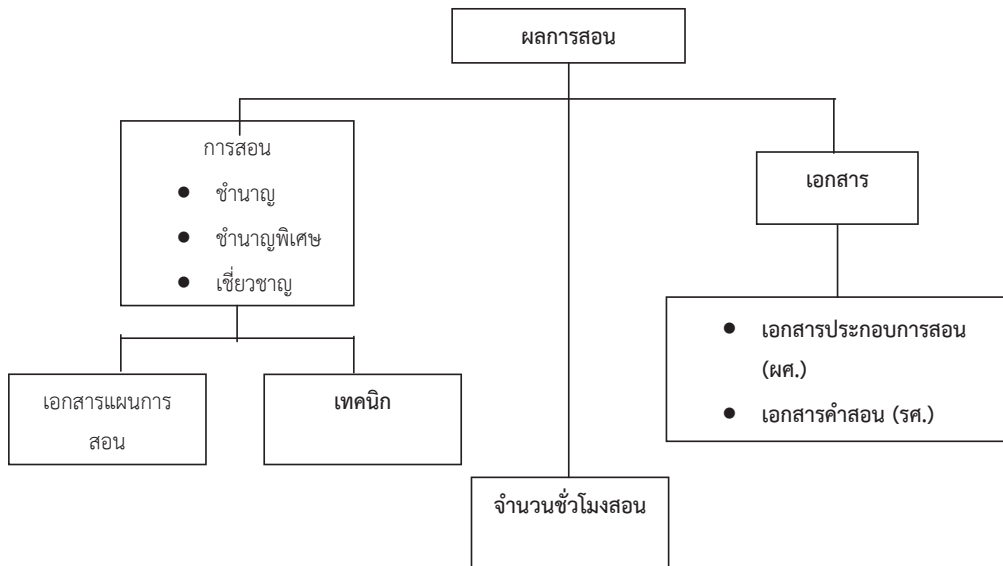 ผลการสอน
การสอน
● ชำนาญ
● ชำนาญพิเศษ
● เชี่ยวชาญ
เอกสาร
● เอกสารประกอบการสอน
(ผศ.)
● เอกสารคำสอน (รศ.)
เอกสารแผนการ
สอน
เทคนิก
จำนวนชั่วโมงสอน